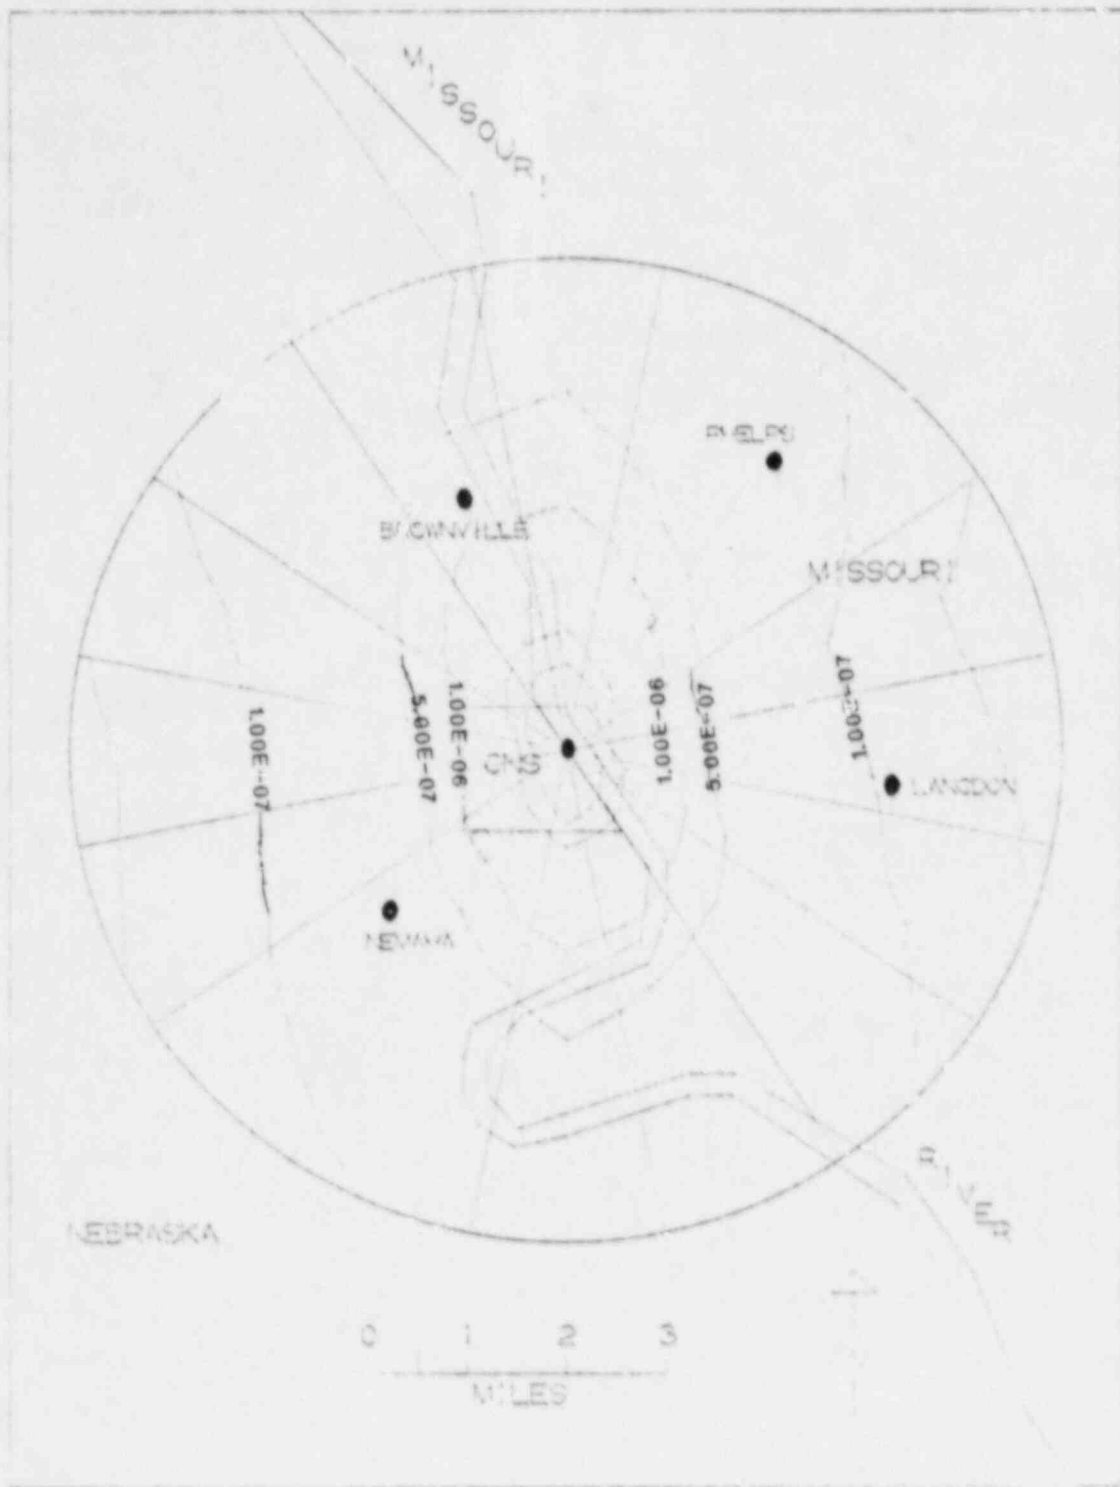 MISSOURI
PHELPS
BROWNVILLE
MISSOURI
1.00E-07
5.00E-07
1.00E-06
CNS
1.00E-06
5.00E-07
1.00E-07
LANGDON
NEMAHA
RIVER
NEBRASKA
0 1 2 3
MILES